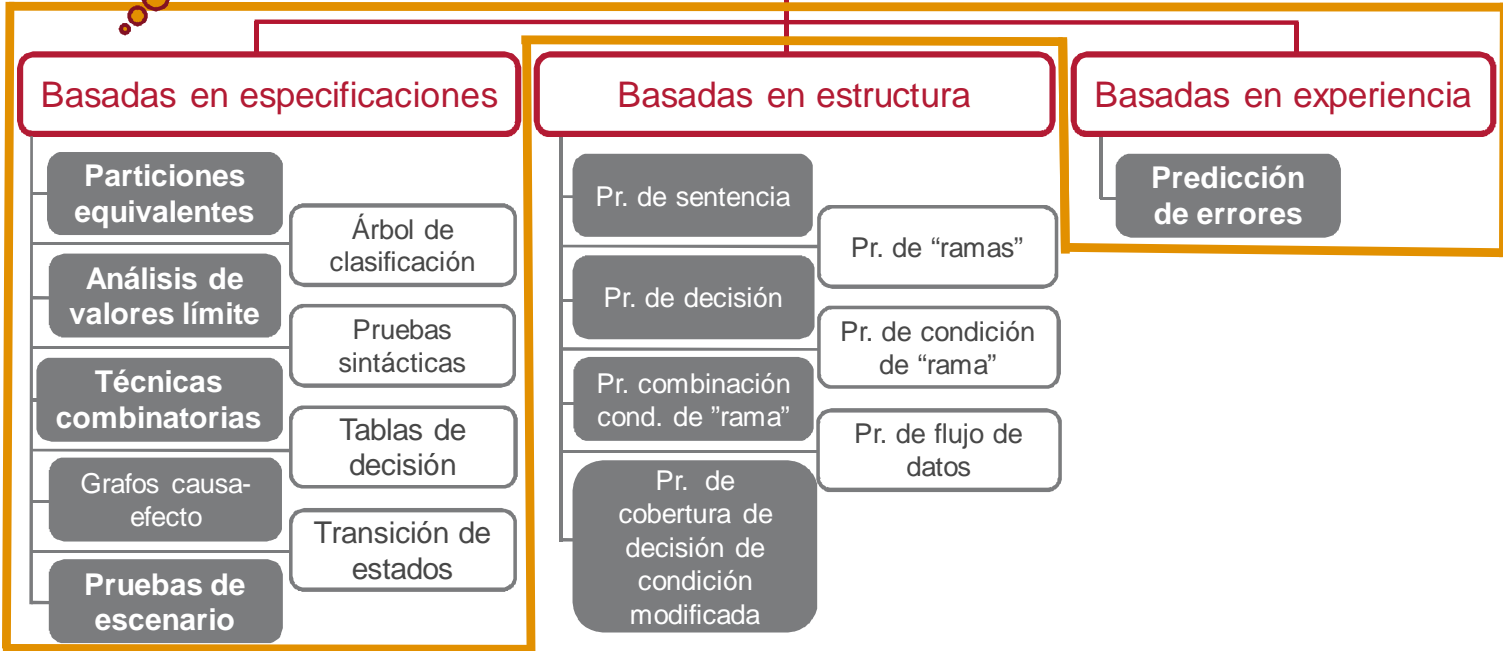 Basadas en especificaciones
Particiones
equivalentes
Árbol de
clasificación
Análisis de
valores límite
Pruebas
sintácticas
Técnicas
combinatorias
Tablas de
decisión
Grafos causa-
efecto
Transición de
estados
Pruebas de
escenario
Basadas en estructura
Pr. de sentencia
Pr. de “ramas”
Pr. de decisión
Pr. de condición
de “rama”
Pr. combinación
cond. de ”rama”
Pr. de flujo de
datos
Pr. de
cobertura de
decisión de
condición
modificada
Basadas en experiencia
Predicción
de errores